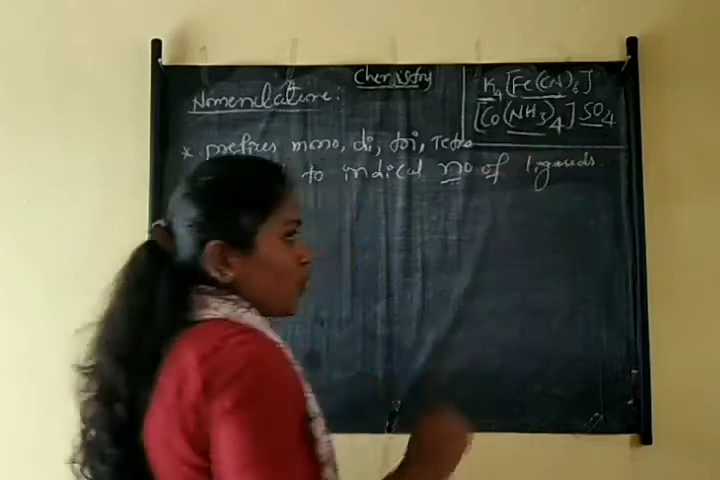 Chemistry
K4[Fe(CN)6]
[Co(NH3)4]SO4
Nomenclature:
* prefixes mono, di, tri, Tetra
to indicat no of ligands.